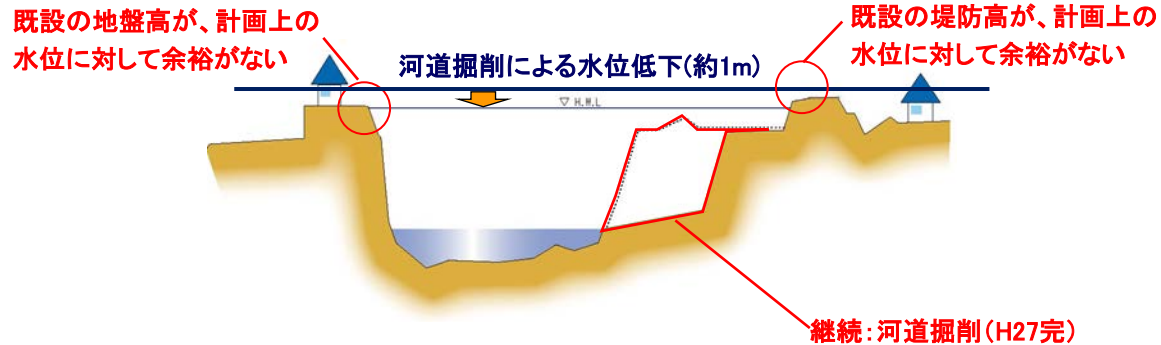 既設の地盤高が、計画上の
水位に対して余裕がない
既設の堤防高が、計画上の
水位に対して余裕がない
河道掘削による水位低下(約1m)
▽ H.W.L
継続：河道掘削（H27完）